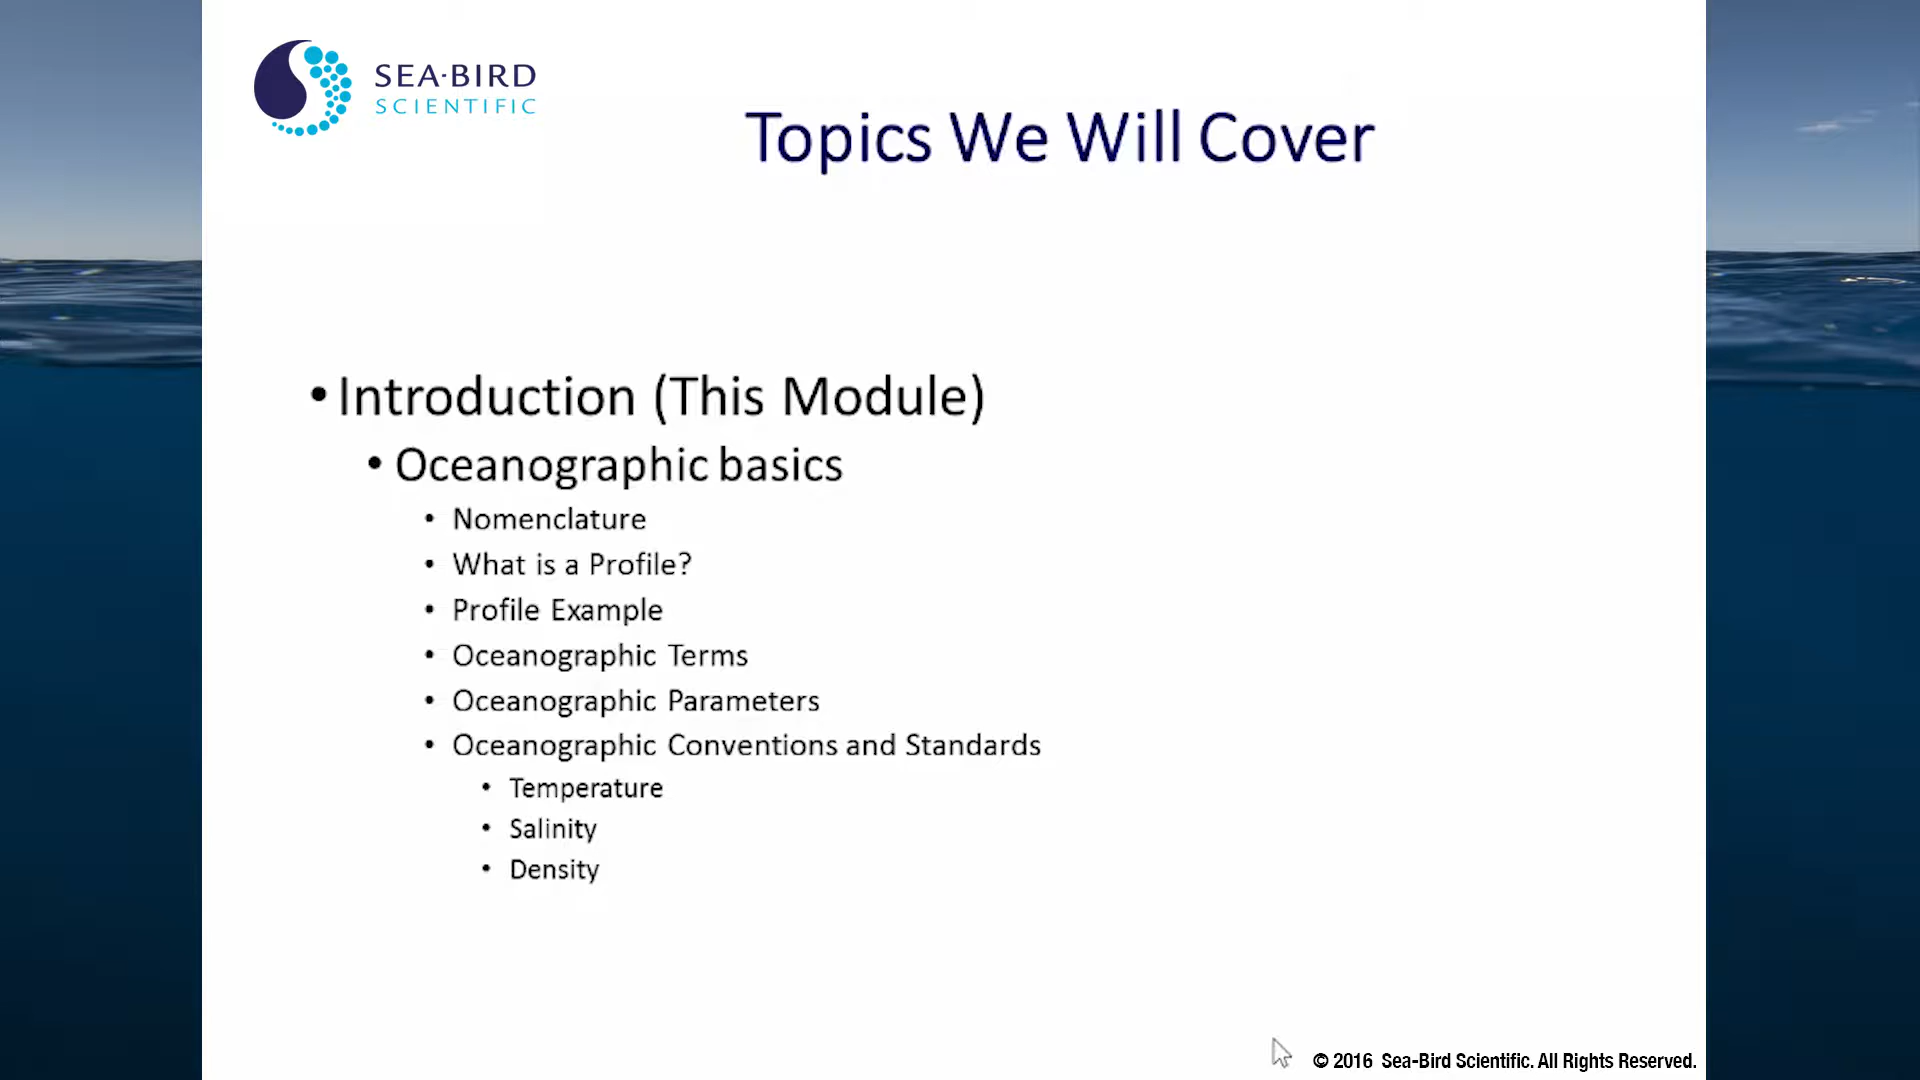 SEA·BIRD
SCIENTIFIC
Topics We Will Cover
• Introduction (This Module)
• Oceanographic basics
• Nomenclature
• What is a Profile?
• Profile Example
• Oceanographic Terms
• Oceanographic Parameters
• Oceanographic Conventions and Standards
• Temperature
• Salinity
• Density
© 2016 Sea-Bird Scientific. All Rights Reserved.